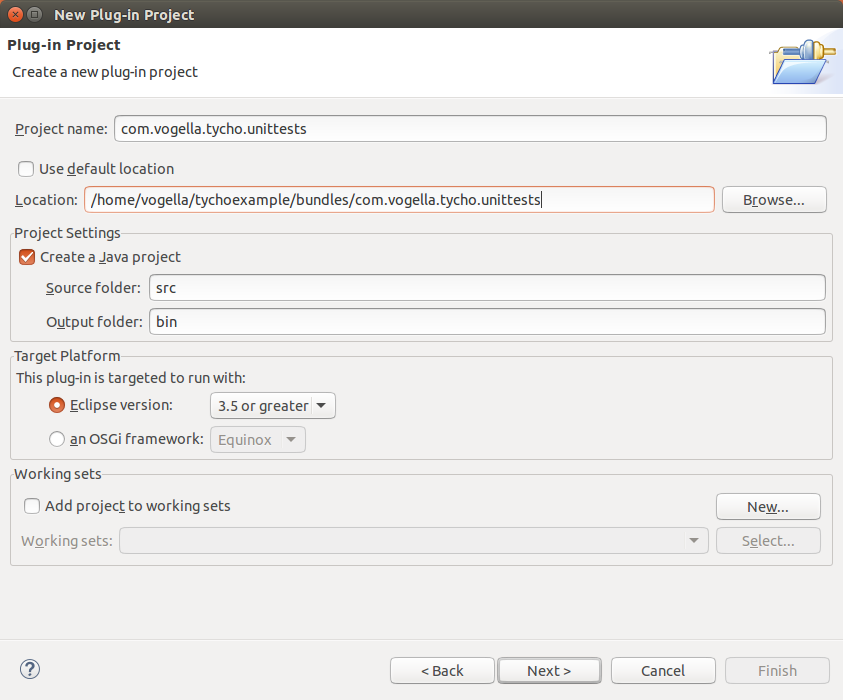 New Plug-in Project
Plug-in Project
Create a new plug-in project
Project name: com.vogella.tycho.unittests
Use default location
Location: /home/vogella/tychoexample/bundles/com.vogella.tycho.unittests Browse...
Project Settings
Create a Java project
Source folder: src
Output folder: bin
Target Platform
This plug-in is targeted to run with:
Eclipse version: 3.5 or greater
an OSGi framework: Equinox
Working sets
Add project to working sets New...
Working sets: Select...
? < Back Next > Cancel Finish